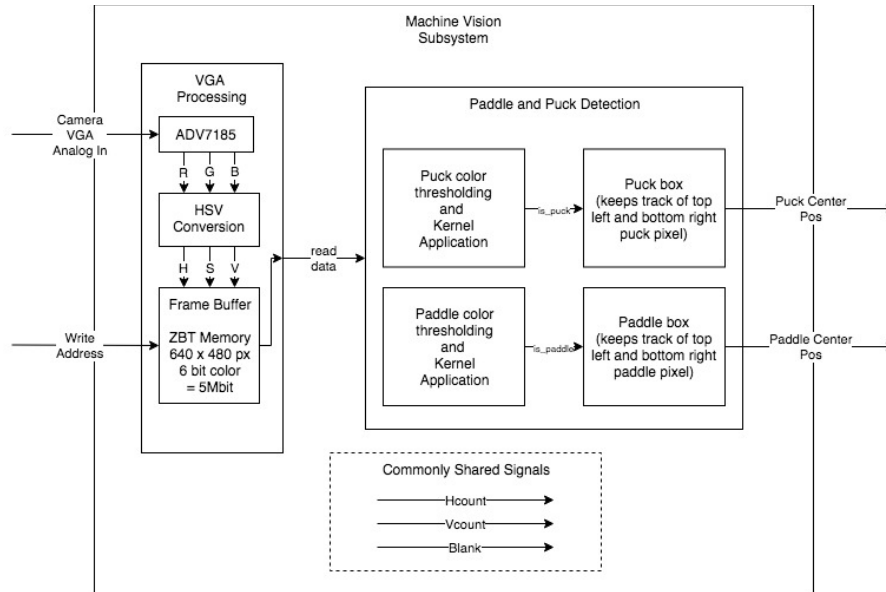 Machine Vision
Subsystem
VGA
Processing
Camera
VGA
Analog In
ADV7185
R
G
B
HSV
Conversion
H
S
V
Frame Buffer
ZBT Memory
640 x 480 px
6 bit color
= 5Mbit
Write
Address
read
data
Paddle and Puck Detection
Puck color
thresholding
and
Kernel
Application
is_puck
Puck box
(keeps track of top
left and bottom right
puck pixel)
Puck Center
Pos
Paddle color
thresholding
and
Kernel
Application
is_paddle
Paddle box
(keeps track of top
left and bottom right
paddle pixel)
Paddle Center
Pos
Commonly Shared Signals
Hcount
Vcount
Blank